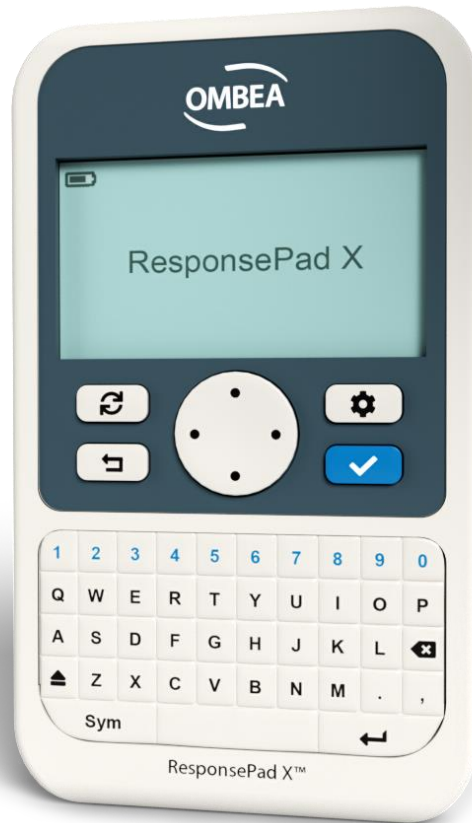 OMBEA
ResponsePad X
1 2 3 4 5 6 7 8 9 0
Q W E R T Y U I O P
A S D F G H J K L
Z X C V B N M . ,
Sym
ResponsePad X™